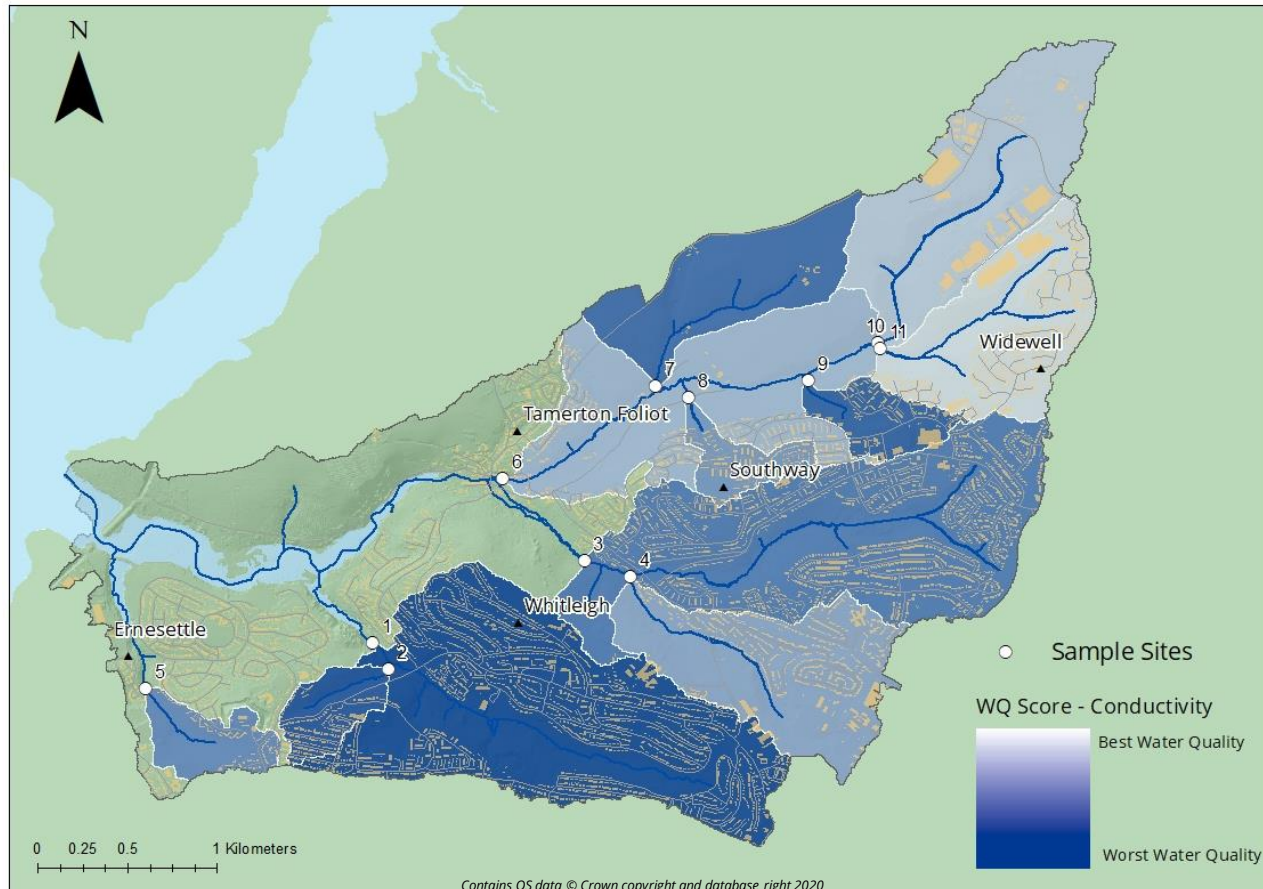 N
10
11
Widewell
7
9
8
Tamerton Foliot
6
Southway
3
4
Whitleigh
1
Ernesettle
2
5
Sample Sites
WQ Score - Conductivity
Best Water Quality
Worst Water Quality
0 0.25 0.5 1 Kilometers
Contains OS data © Crown copyright and database right 2020